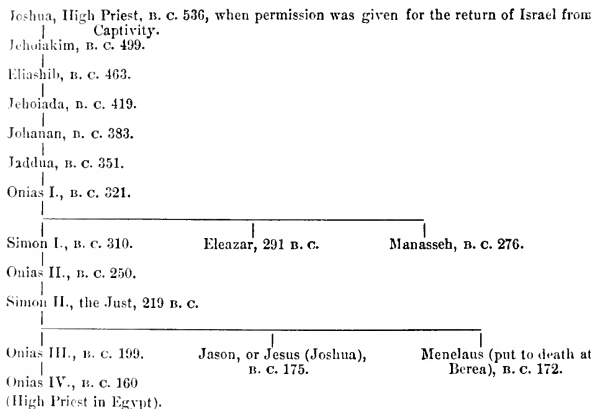 Joshua, High Priest, B. C. 536, when permission was given for the return of Israel from
Captivity.
Jehoiakim, B. C. 499.
Eliashib, B. C. 463.
Jehoiada, B. C. 419.
Johanan, B. C. 383.
Jaddua, B. C. 351.
Onias I., B. C. 321.
Simon I., B. C. 310. Eleazar, 291 B. C. Manasseh, B. C. 276.
Onias II., B. C. 250.
Simon II., the Just, 219 B. C.
Onias III., B. C. 199. Jason, or Jesus (Joshua), Menelaus (put to death at
B. C. 175. Berea), B. C. 172.
Onias IV., B. C. 160
(High Priest in Egypt).